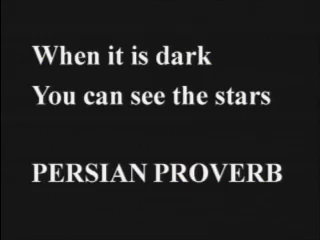 When it is dark
You can see the stars
PERSIAN PROVERB